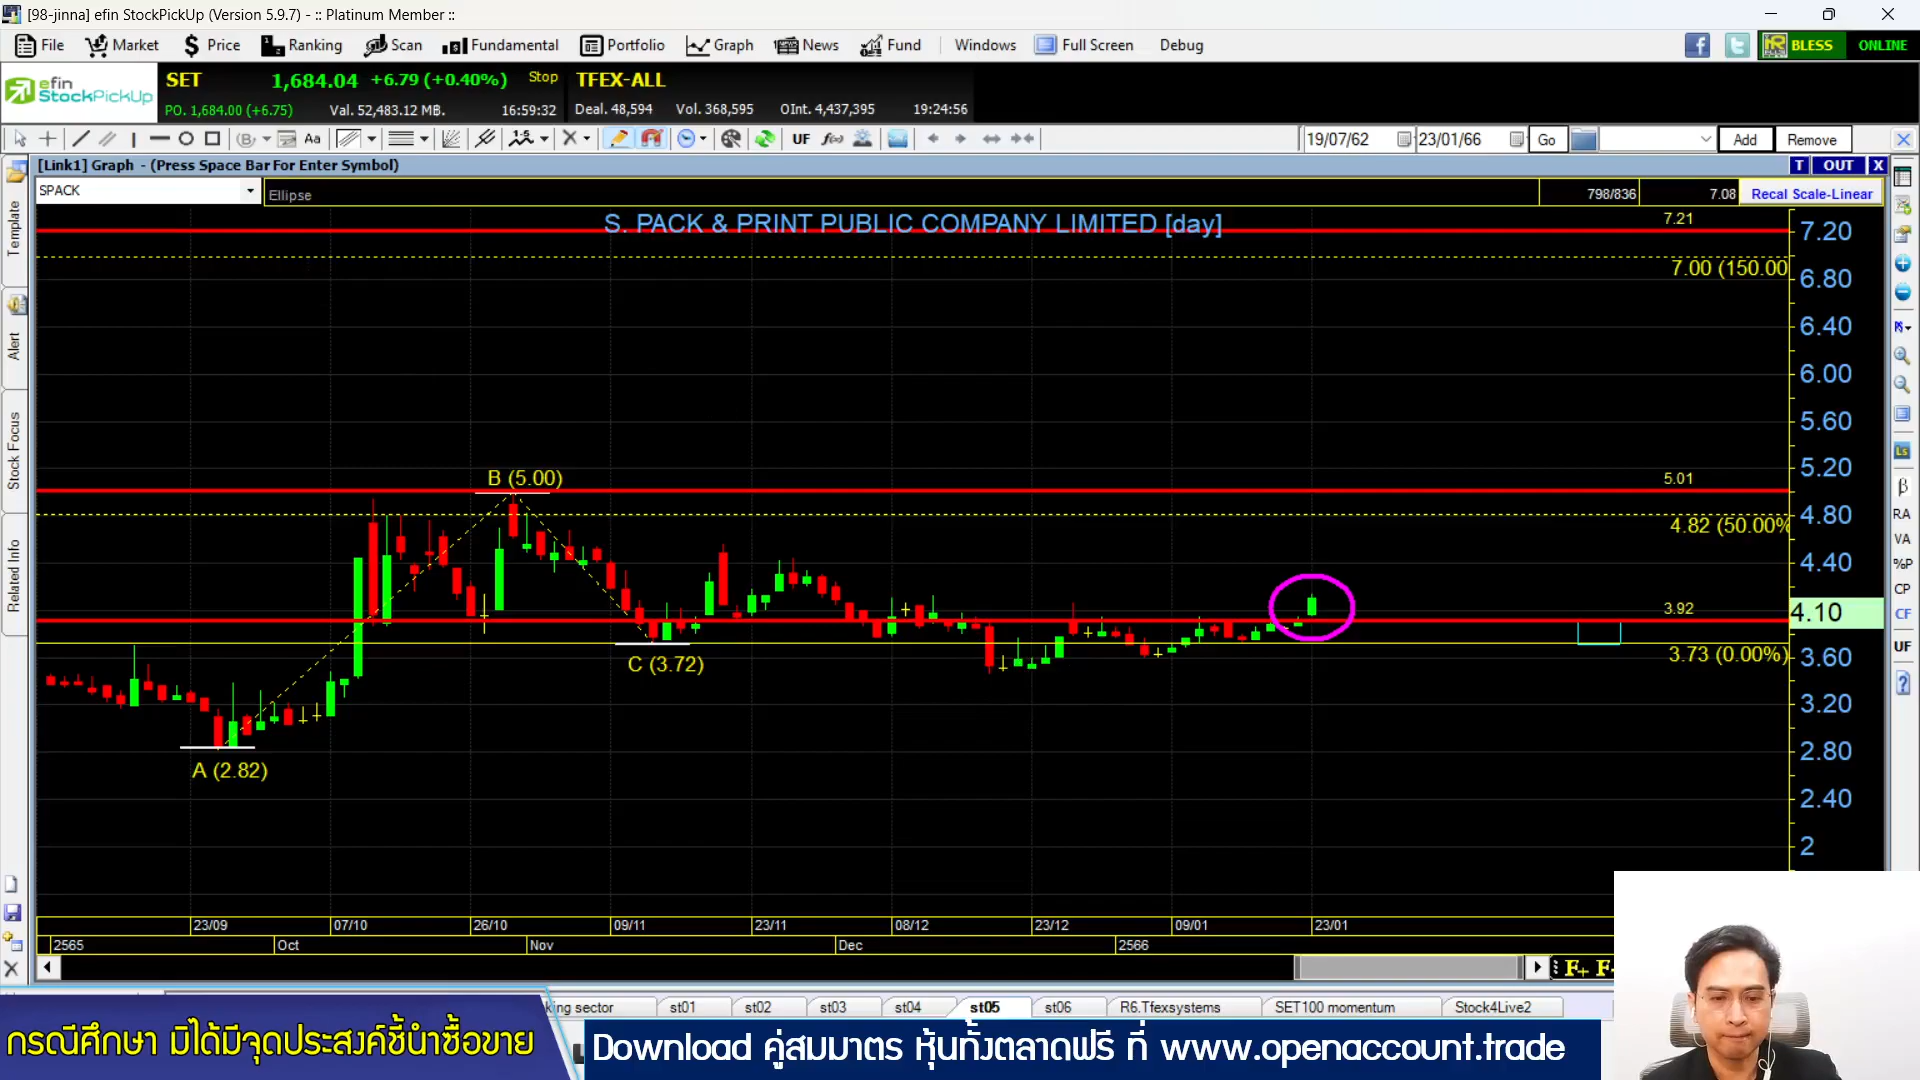 [98-jinna] efin StockPickUp (Version 5.9.7) - :: Platinum Member ::
File Market Price Ranking Scan Fundamental Portfolio Graph News Fund Windows Full Screen Debug BLESS ONLINE
efin StockPickUp
SET 1,684.04 +6.79 (+0.40%) Stop TFEX-ALL
PO. 1,684.00 (+6.75) Val. 52,483.12 MB. 16:59:32 Deal. 48,594 Vol. 368,595 OInt. 4,437,395 19:24:56
Aa UF f(x) 19/07/62 23/01/66 Go Add Remove
[Link1] Graph - (Press Space Bar For Enter Symbol) T OUT X
SPACK Ellipse 798/836 7.08 Recal Scale-Linear
S. PACK & PRINT PUBLIC COMPANY LIMITED [day]
7.21
7.20
7.00 (150.00
6.80
6.40
6.00
5.60
5.20
B (5.00)
5.01
4.80
4.82 (50.00%
4.40
3.92
4.10
C (3.72)
3.73 (0.00%)
3.60
3.20
2.80
A (2.82)
2.40
2
Template
Alert
Stock Focus
Related Info
Ls
β
RA
VA
%P
CP
CF
UF
?
23/09 07/10 26/10 09/11 23/11 08/12 23/12 09/01 23/01
2565 Oct Nov Dec 2566
F+ F-
king sector st01 st02 st03 st04 st05 st06 R6.Tfexsystems SET100 momentum Stock4Live2
กรณีศึกษา มิได้มีจุดประสงค์ชี้นำซื้อขาย
Download คู่สมมาตร หุ้นทั้งตลาดฟรี ที่ www.openaccount.trade